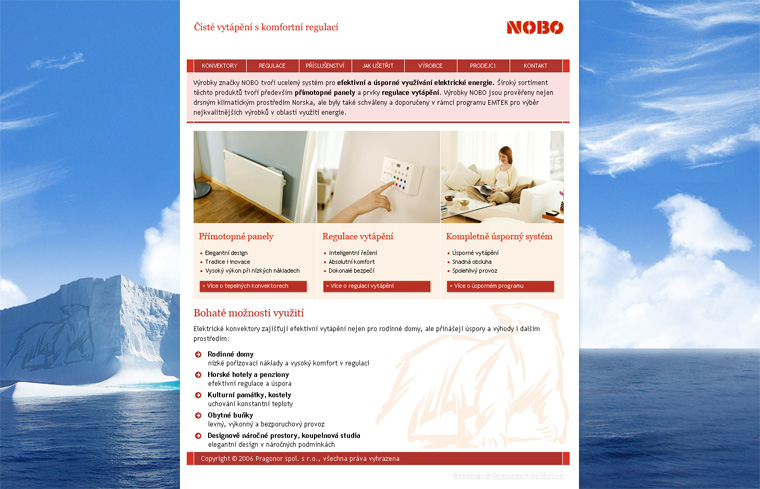 Čisté vytápění s komfortní regulací
NOBO
KONVEKTORY REGULACE PŘÍSLUŠENSTVÍ JAK UŠETŘIT VÝROBCE PRODEJCI KONTAKT
Výrobky značky NOBO tvoří ucelený systém pro efektivní a úsporné využívání elektrické energie. Široký sortiment
těchto produktů tvoří především přímotopné panely a prvky regulace vytápění. Výrobky NOBO jsou prověřeny nejen
drsným klimatickým prostředím Norska, ale byly také schváleny a doporučeny v rámci programu EMTEK pro výběr
nejkvalitnějších výrobků v oblasti využití energie.
Přímotopné panely
Elegantní design
Tradice i inovace
Vysoký výkon při nízkých nákladech
» Více o tepelných konvektorech
Regulace vytápění
Inteligentní řešení
Absolutní komfort
Dokonalé bezpečí
» Více o regulaci vytápění
Kompletně úsporný systém
Úsporné vytápění
Snadná obsluha
Spolehlivý provoz
» Více o úsporném programu
Bohaté možnosti využití
Elektrické konvektory zajišťují efektivní vytápění nejen pro rodinné domy, ale přinášejí úspory a výhody i dalším
prostředím:
Rodinné domy
nízké pořizovací náklady a vysoký komfort v regulaci
Horské hotely a penziony
efektivní regulace a úspora
Kulturní památky, kostely
uchování konstantní teploty
Obytné buňky
levný, výkonný a bezporuchový provoz
Designově náročné prostory, koupelnová studia
elegantní design v náročných podmínkách
Copyright © 2006 Pragonor spol. s r.o., všechna práva vyhrazena